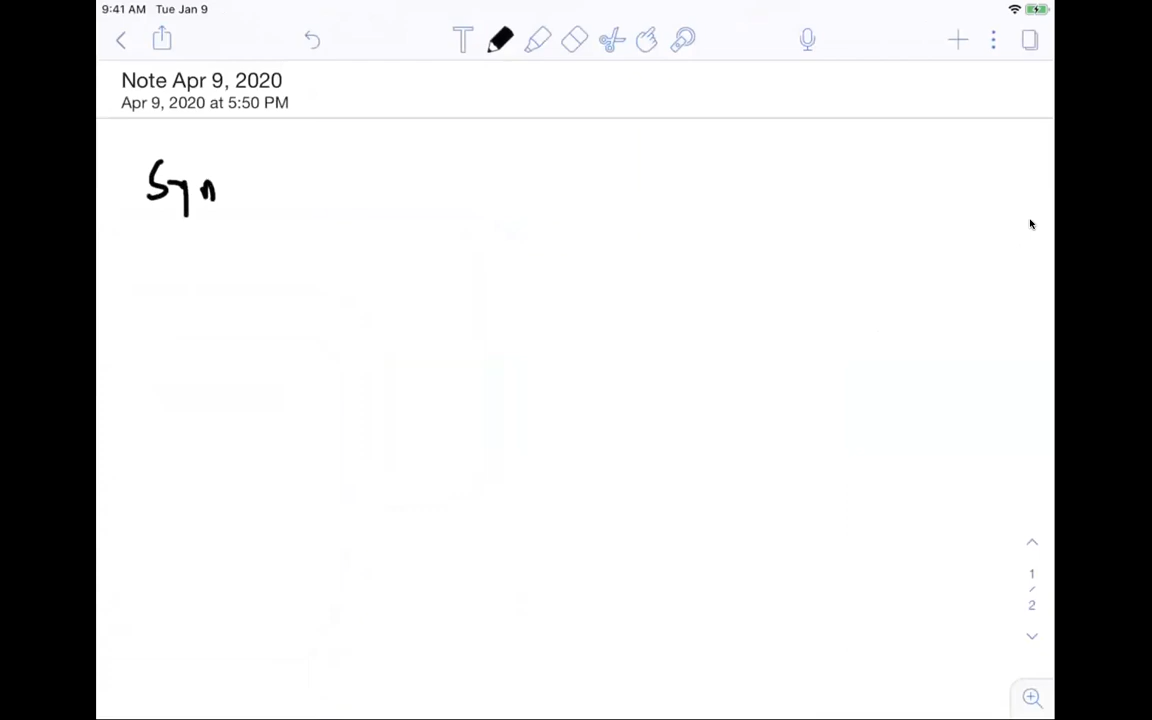 9:41 AM Tue Jan 9
Note Apr 9, 2020
Apr 9, 2020 at 5:50 PM
Syn
1
/
2